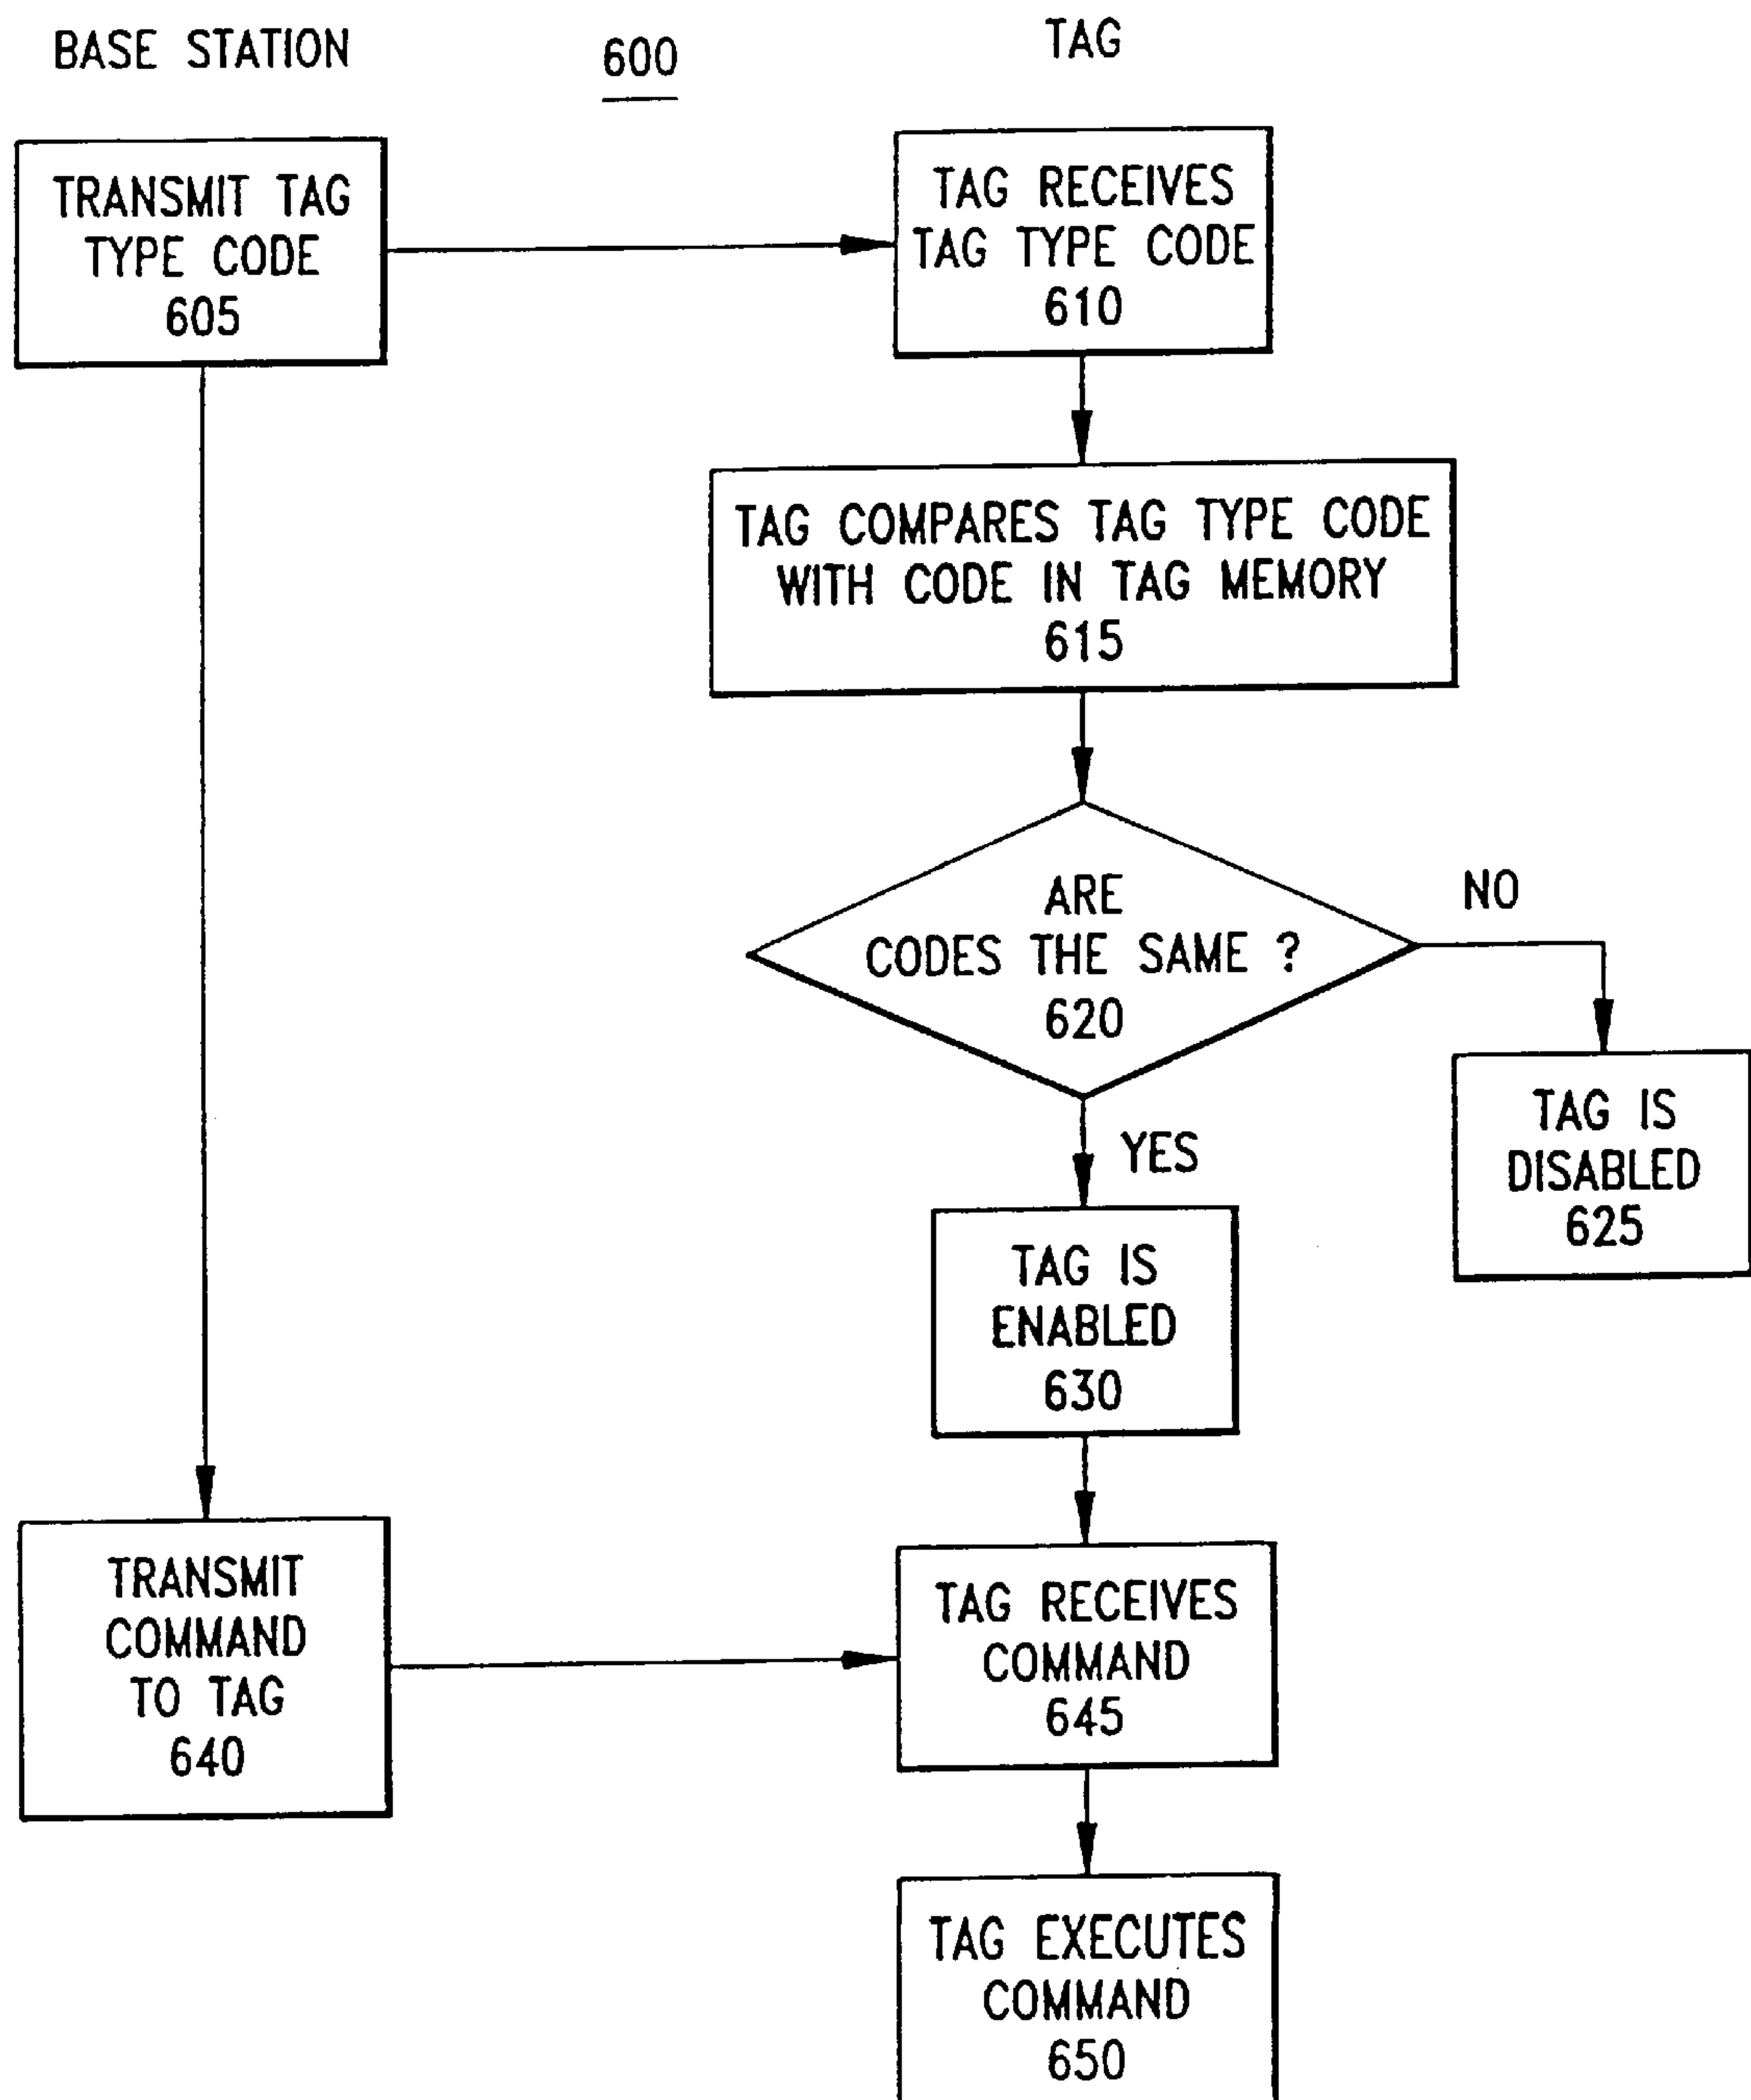 BASE STATION
600
TAG
TRANSMIT TAG
TYPE CODE
605
TAG RECEIVES
TAG TYPE CODE
610
TAG COMPARES TAG TYPE CODE
WITH CODE IN TAG MEMORY
615
ARE
CODES THE SAME ?
620
NO
TAG IS
DISABLED
625
YES
TAG IS
ENABLED
630
TRANSMIT
COMMAND
TO TAG
640
TAG RECEIVES
COMMAND
645
TAG EXECUTES
COMMAND
650